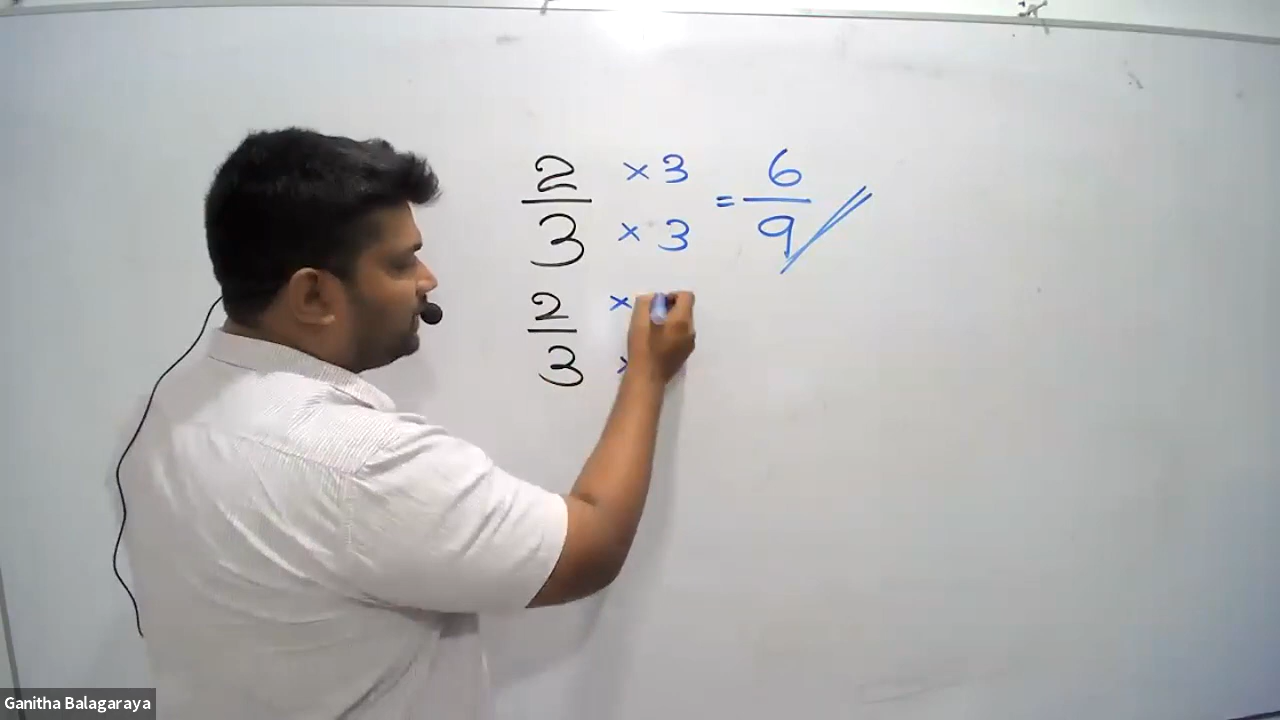 2 × 3 = 6
3 × 3 9
2 ×
3 ×
Ganitha Balagaraya